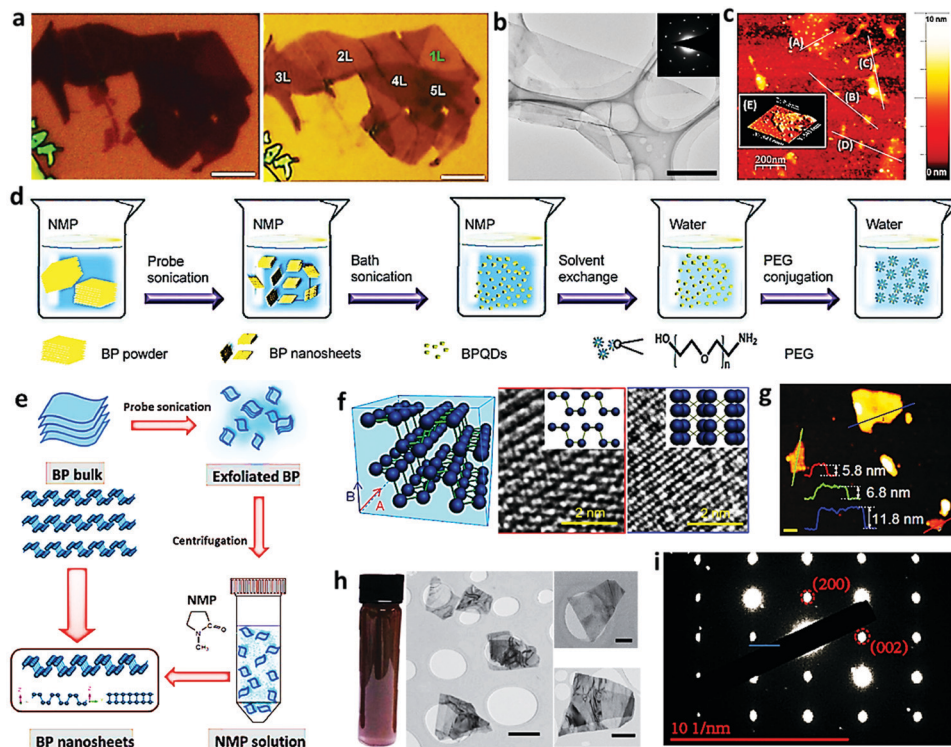 a
3L
2L
1L
4L
5L
b
c
(A)
(C)
(B)
(E)
(D)
200nm
10 nm
0 nm
d
NMP
NMP
NMP
Water
Water
Probe
sonication
Bath
sonication
Solvent
exchange
PEG
conjugation
BP powder
BP nanosheets
BPQDs
HO
O
n
NH₂
PEG
e
Probe sonication
BP bulk
Exfoliated BP
Centrifugation
NMP
N
O
CH₃
BP nanosheets
NMP solution
f
B
A
2 nm
2 nm
g
5.8 nm
6.8 nm
11.8 nm
h
i
(200)
(002)
10 1/nm